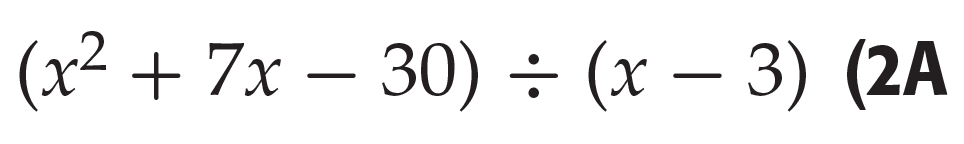 (x² + 7x − 30) ÷ (x − 3) (2A